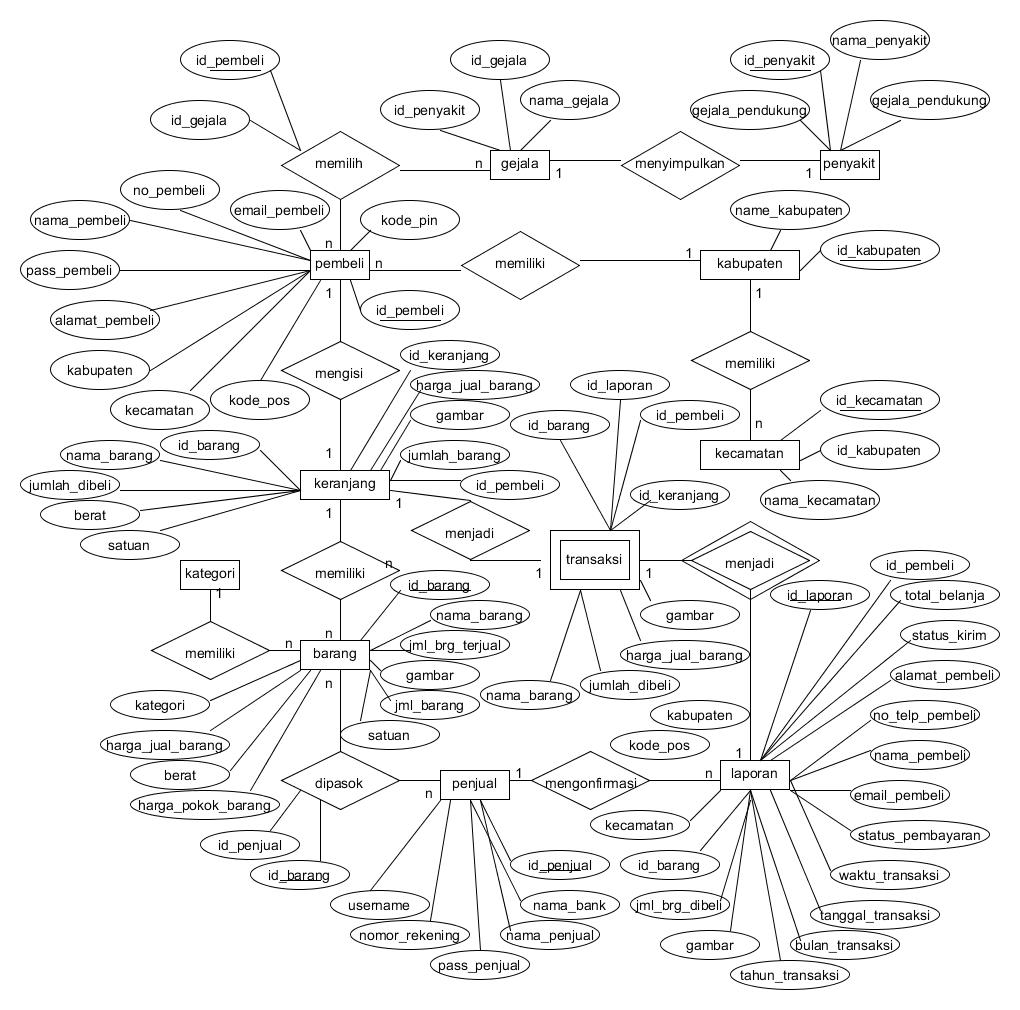 nama_penyakit
id_pembeli
id_gejala
id_penyakit
id_penyakit
nama_gejala
gejala_pendukung
gejala_pendukung
id_gejala
memilih
n
gejala
1
menyimpulkan
1
penyakit
no_pembeli
email_pembeli
kode_pin
name_kabupaten
nama_pembeli
n
pembeli
n
memiliki
1
kabupaten
id_kabupaten
pass_pembeli
1
1
id_pembeli
alamat_pembeli
kabupaten
mengisi
id_keranjang
memiliki
harga_jual_barang
id_laporan
kecamatan
kode_pos
gambar
id_barang
id_pembeli
id_kecamatan
n
id_barang
nama_barang
1
jumlah_barang
kecamatan
id_kabupaten
jumlah_dibeli
keranjang
id_pembeli
id_keranjang
nama_kecamatan
1
1
berat
satuan
menjadi
transaksi
menjadi
kategori
1
memiliki
n
1
1
id_pembeli
id_barang
id_laporan
total_belanja
nama_barang
gambar
n
status_kirim
memiliki
n
barang
jml_brg_terjual
harga_jual_barang
gambar
alamat_pembeli
n
jumlah_dibeli
nama_barang
kategori
jml_barang
kabupaten
no_telp_pembeli
satuan
harga_jual_barang
kode_pos
1
nama_pembeli
berat
dipasok
penjual
1
mengonfirmasi
n
laporan
n
email_pembeli
harga_pokok_barang
kecamatan
status_pembayaran
id_penjual
id_penjual
id_barang
waktu_transaksi
id_barang
username
nama_bank
jml_brg_dibeli
tanggal_transaksi
nomor_rekening
nama_penjual
gambar
bulan_transaksi
pass_penjual
tahun_transaksi